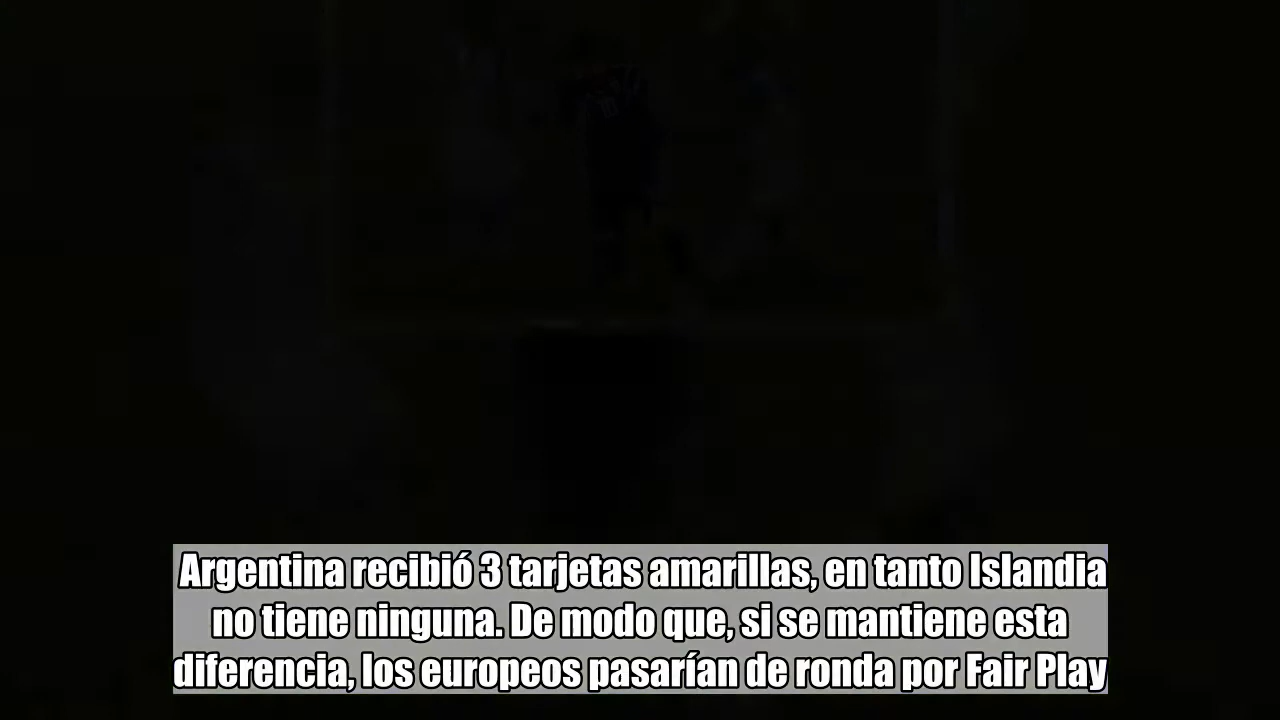 Argentina recibió 3 tarjetas amarillas, en tanto Islandia
no tiene ninguna. De modo que, si se mantiene esta
diferencia, los europeos pasarían de ronda por Fair Play